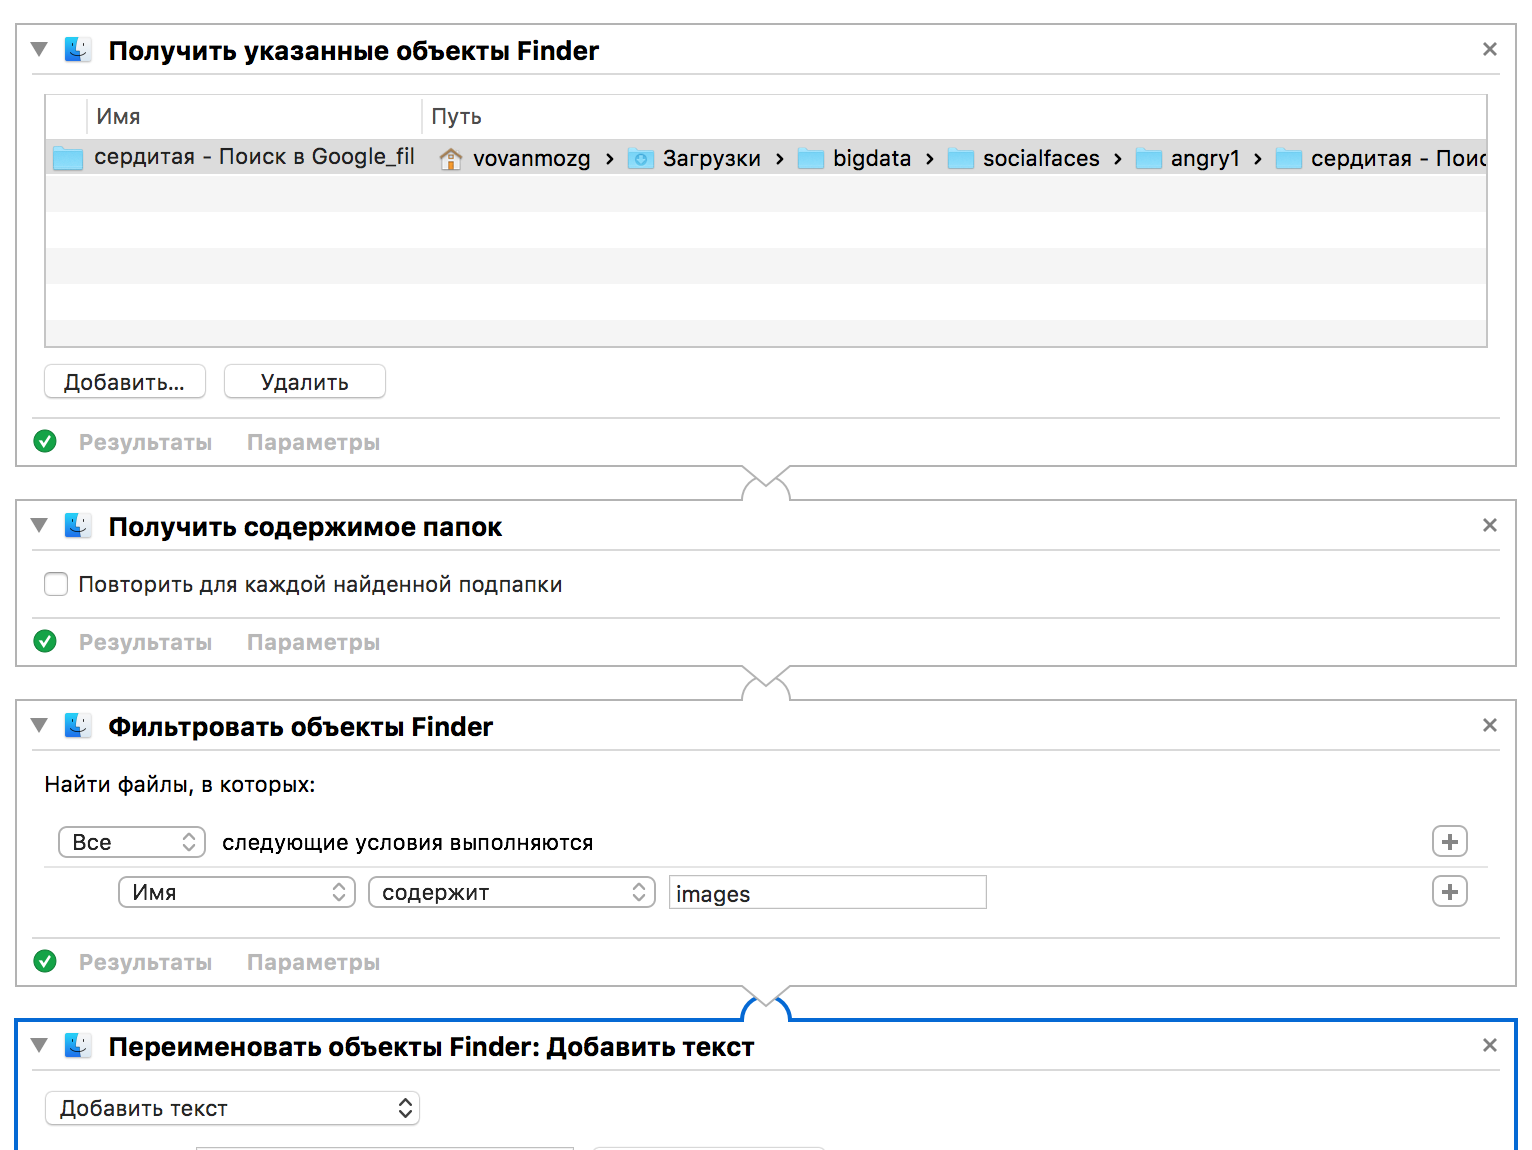 Получить указанные объекты Finder
Имя Путь
сердитая - Поиск в Google_fil vovanmozg › Загрузки › bigdata › socialfaces › angry1 › сердитая - Поис
Добавить... Удалить
Результаты Параметры
Получить содержимое папок
Повторить для каждой найденной подпапки
Результаты Параметры
Фильтровать объекты Finder
Найти файлы, в которых:
Все следующие условия выполняются
Имя содержит images
Результаты Параметры
Переименовать объекты Finder: Добавить текст
Добавить текст